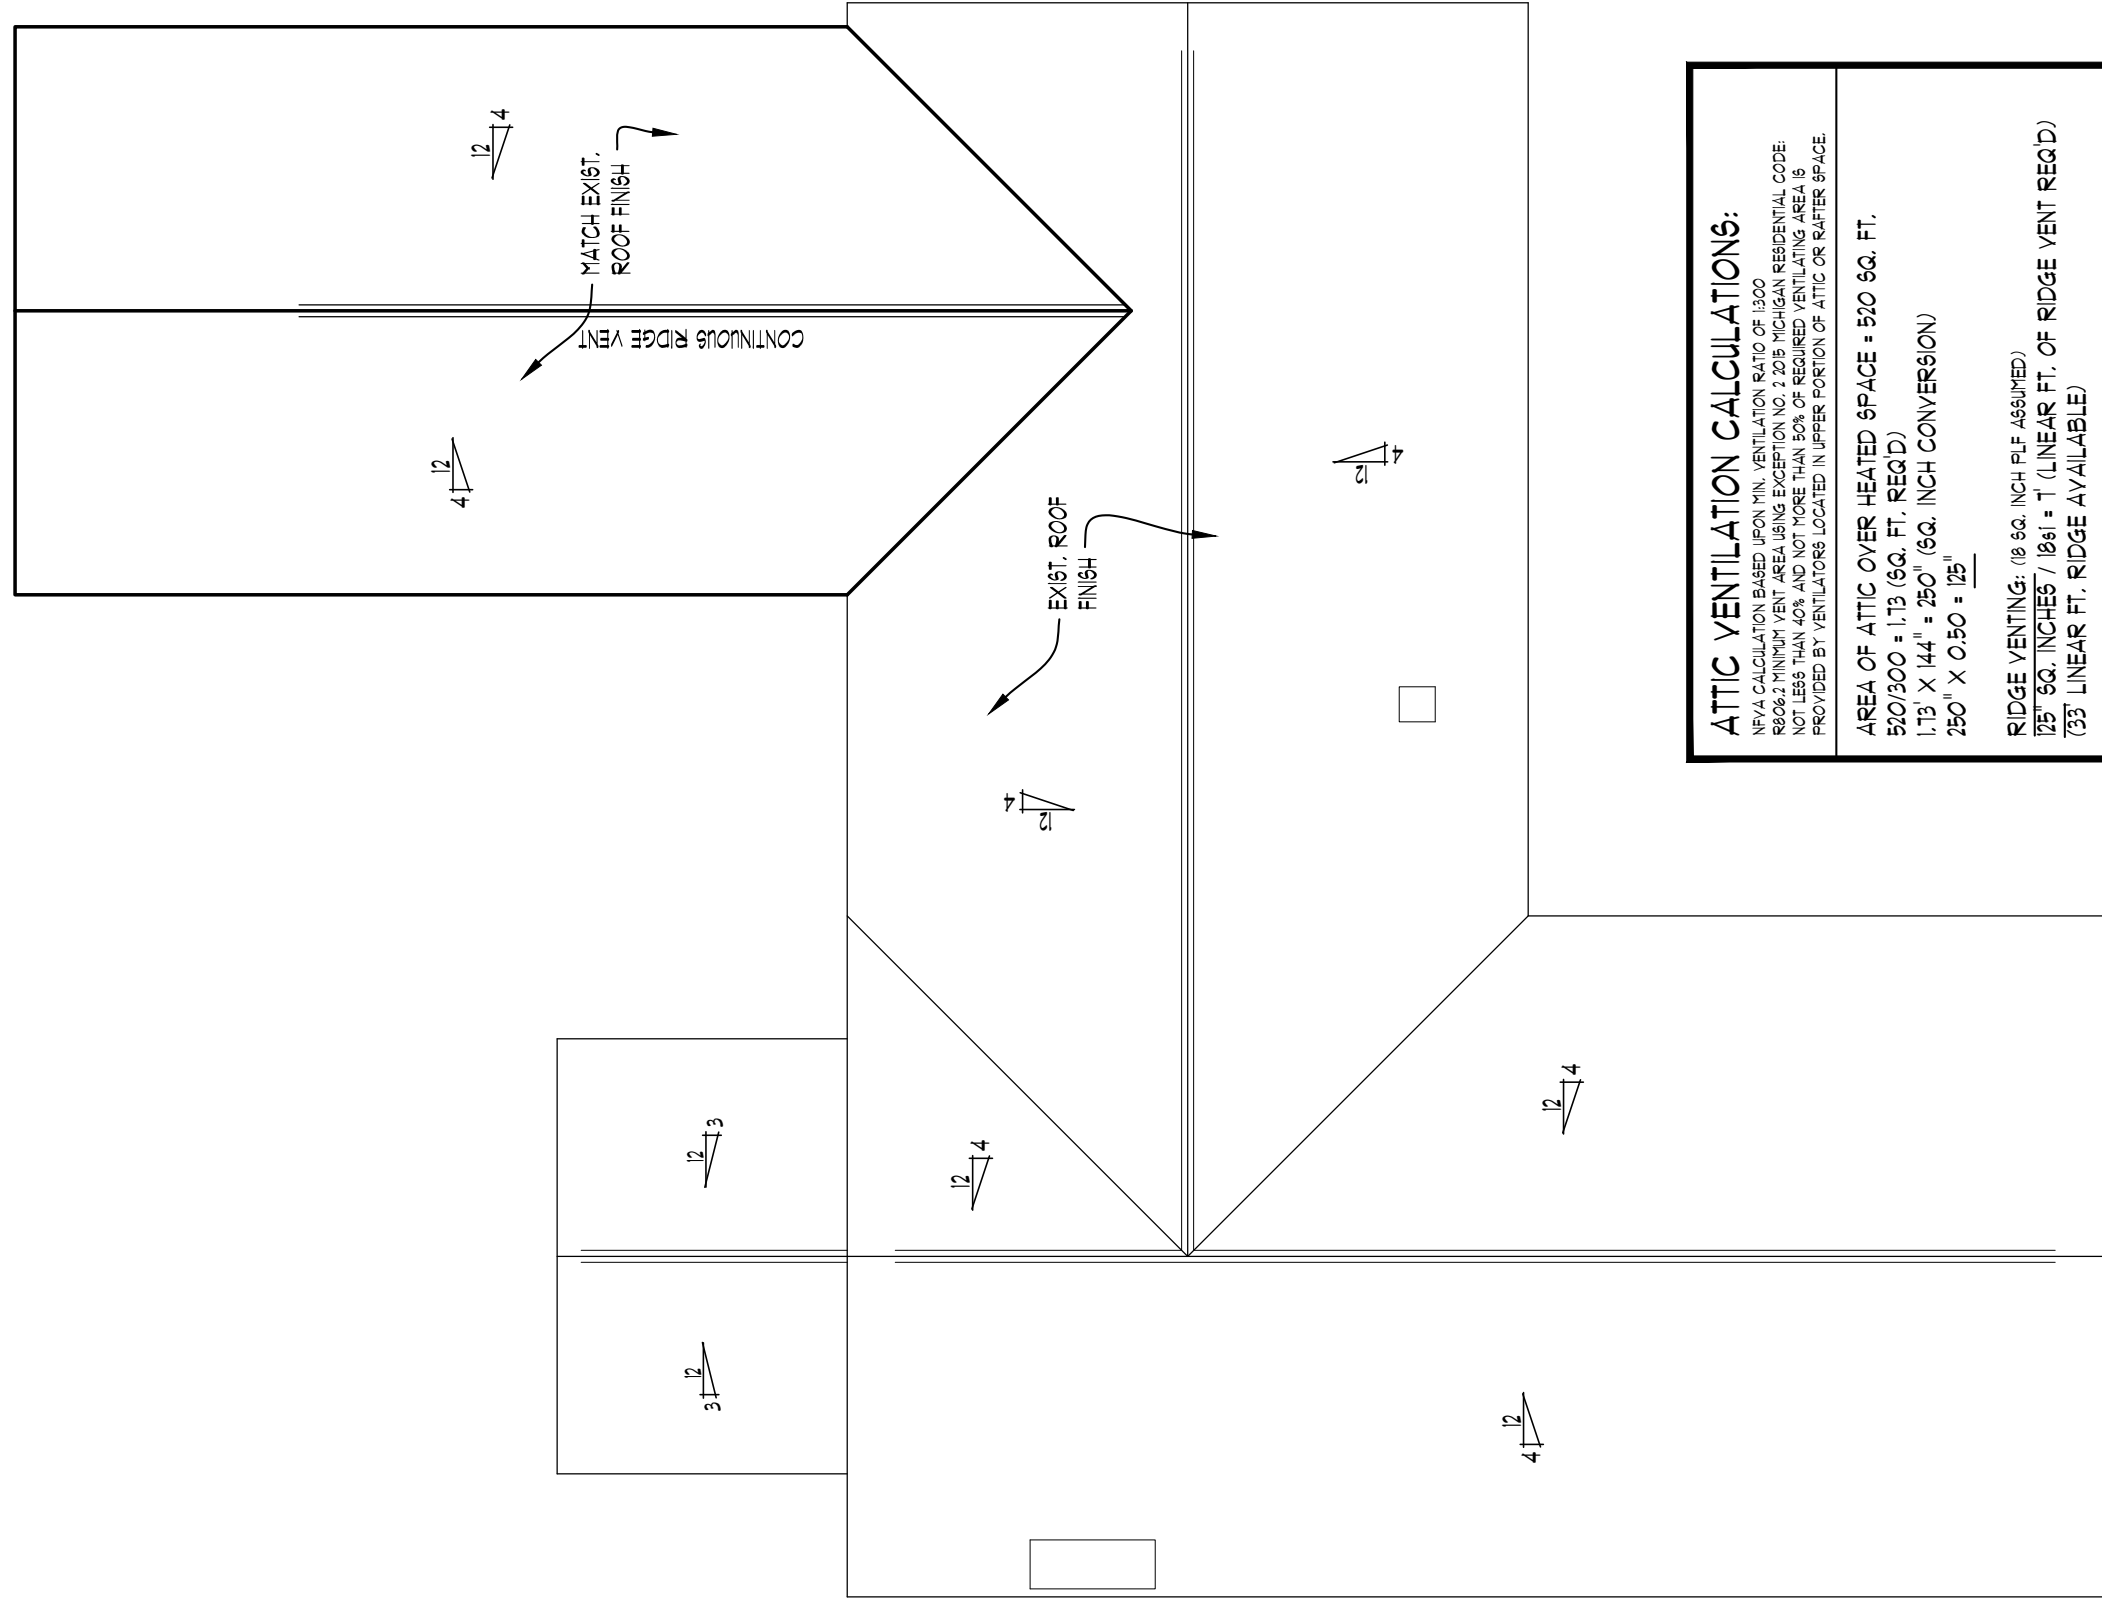 12
4
MATCH EXIST.
ROOF FINISH
CONTINUOUS RIDGE VENT
12
4
EXIST. ROOF
FINISH
12
4
12
4
12
3
12
4
12
4
12
3
12
4
ATTIC VENTILATION CALCULATIONS:
NFVA CALCULATION BASED UPON MIN. VENTILATION RATIO OF 1:300
R806.2 MINIMUM VENT AREA USING EXCEPTION NO. 2 2015 MICHIGAN RESIDENTIAL CODE:
NOT LESS THAN 40% AND NOT MORE THAN 50% OF REQUIRED VENTILATING AREA IS
PROVIDED BY VENTILATORS LOCATED IN UPPER PORTION OF ATTIC OR RAFTER SPACE.
AREA OF ATTIC OVER HEATED SPACE = 520 SQ. FT.
520/300 = 1.73 (SQ. FT. REQ'D)
1.73' X 144" = 250" (SQ. INCH CONVERSION)
250" X 0.50 = 125"
RIDGE VENTING: (18 SQ. INCH PLF ASSUMED)
125" SQ. INCHES / 18si = 7' (LINEAR FT. OF RIDGE VENT REQ'D)
(33' LINEAR FT. RIDGE AVAILABLE)